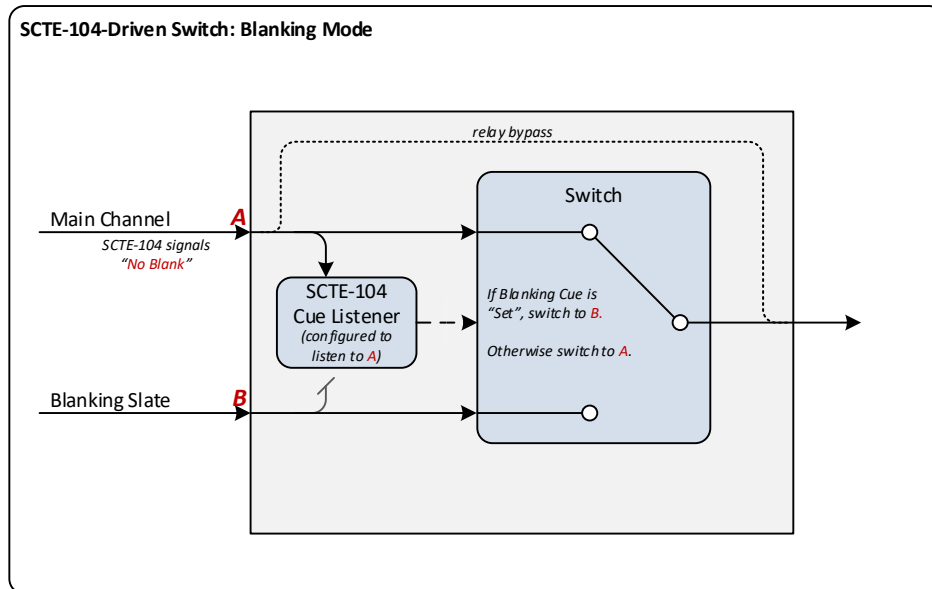 SCTE-104-Driven Switch: Blanking Mode
relay bypass
Switch
Main Channel
A
SCTE-104 signals
“No Blank”
SCTE-104
Cue Listener
(configured to
listen to A)
If Blanking Cue is
“Set”, switch to B.
Otherwise switch to A.
Blanking Slate
B